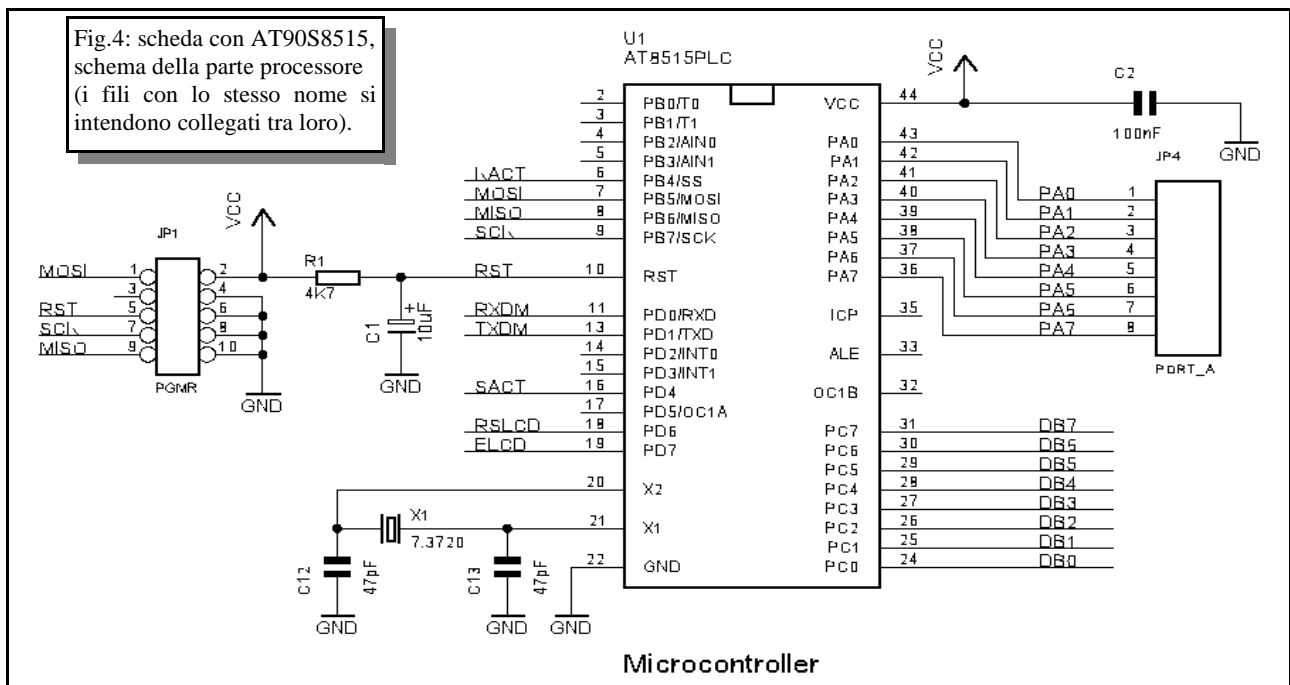 Fig.4: scheda con AT90S8515,
schema della parte processore
(i fili con lo stesso nome si
intendono collegati tra loro).
U1
AT8515PLC
VCC
C2
100nF
GND
2 PB0/T0
3 PB1/T1
4 PB2/AIN0
5 PB3/AIN1
6 PB4/SS
MOSI 7 PB5/MOSI
MISO 8 PB6/MISO
9 PB7/SCK
RST 10 RST
RXDM 11 PD0/RXD
TXDM 13 PD1/TXD
14 PD2/INT0
15 PD3/INT1
SACT 16 PD4
17 PD5/OC1A
RSLCD 18 PD6
ELCD 19 PD7
20 X2
21 X1
22 GND
VCC 44
PA0 43
PA1 42
PA2 41
PA3 40
PA4 39
PA5 38
PA6 37
PA7 36
ICP 35
ALE 33
OC1B 32
PC7 31 DB7
PC6 30
PC5 29 DB5
PC4 28 DB4
PC3 27 DB3
PC2 26 DB2
PC1 25 DB1
PC0 24 DB0
JP4
PA0 1
PA1 2
PA2 3
PA3 4
PA4 5
PA5 6
7
PA7 8
PORT_A
JP1
VCC
MOSI 1 2
3 4
RST 5 6
7 8
MISO 9 10
PGMR
GND
R1
4K7
C1
+
10uF
GND
X1
7.3720
C12
47pF
GND
C13
47pF
GND
GND
Microcontroller